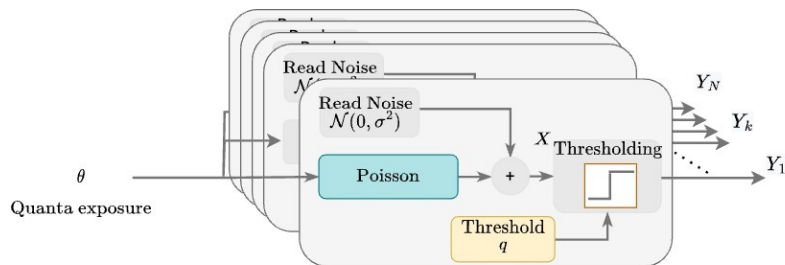 Read Noise
Read Noise
𝒩(0, σ²)
Y_N
Y_k
X
Thresholding
θ
Poisson
+
Y_1
Quanta exposure
Threshold
q